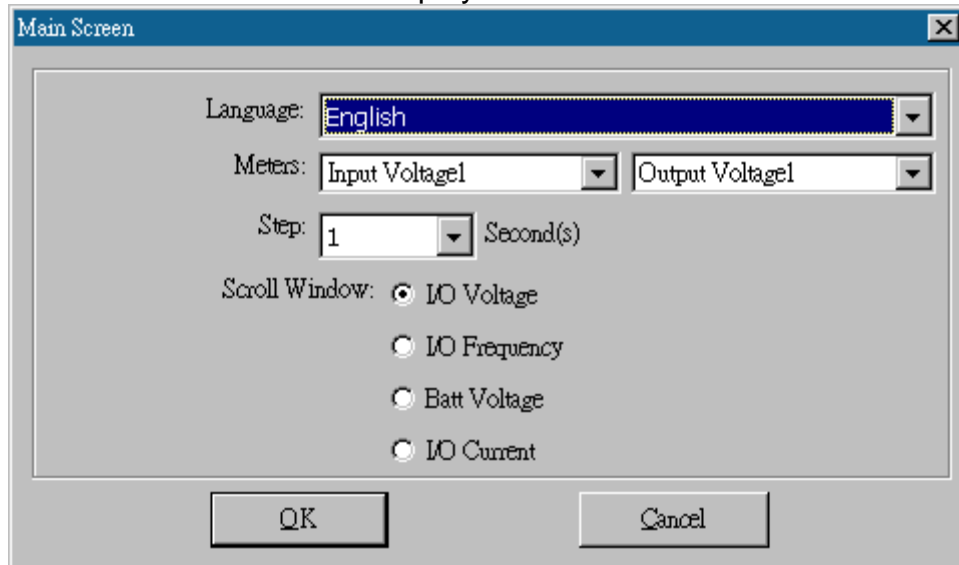 Main Screen
Language: English
Meters: Input Voltage1 Output Voltage1
Step: 1 Second(s)
Scroll Window: I/O Voltage
I/O Frequency
Batt Voltage
I/O Current
OK Cancel